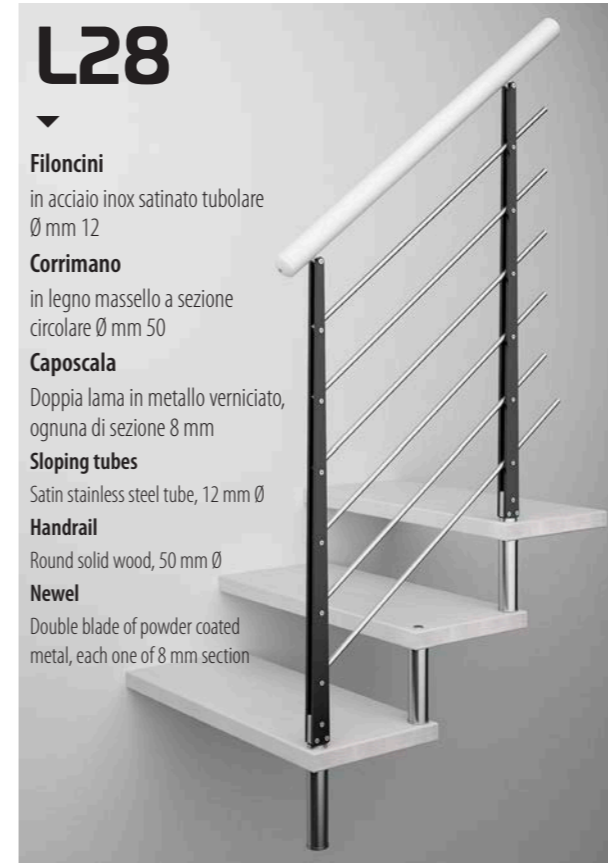 L28
Filoncini
in acciaio inox satinato tubolare
Ø mm 12
Corrimano
in legno massello a sezione
circolare Ø mm 50
Caposcala
Doppia lama in metallo verniciato,
ognuna di sezione 8 mm
Sloping tubes
Satin stainless steel tube, 12 mm Ø
Handrail
Round solid wood, 50 mm Ø
Newel
Double blade of powder coated
metal, each one of 8 mm section